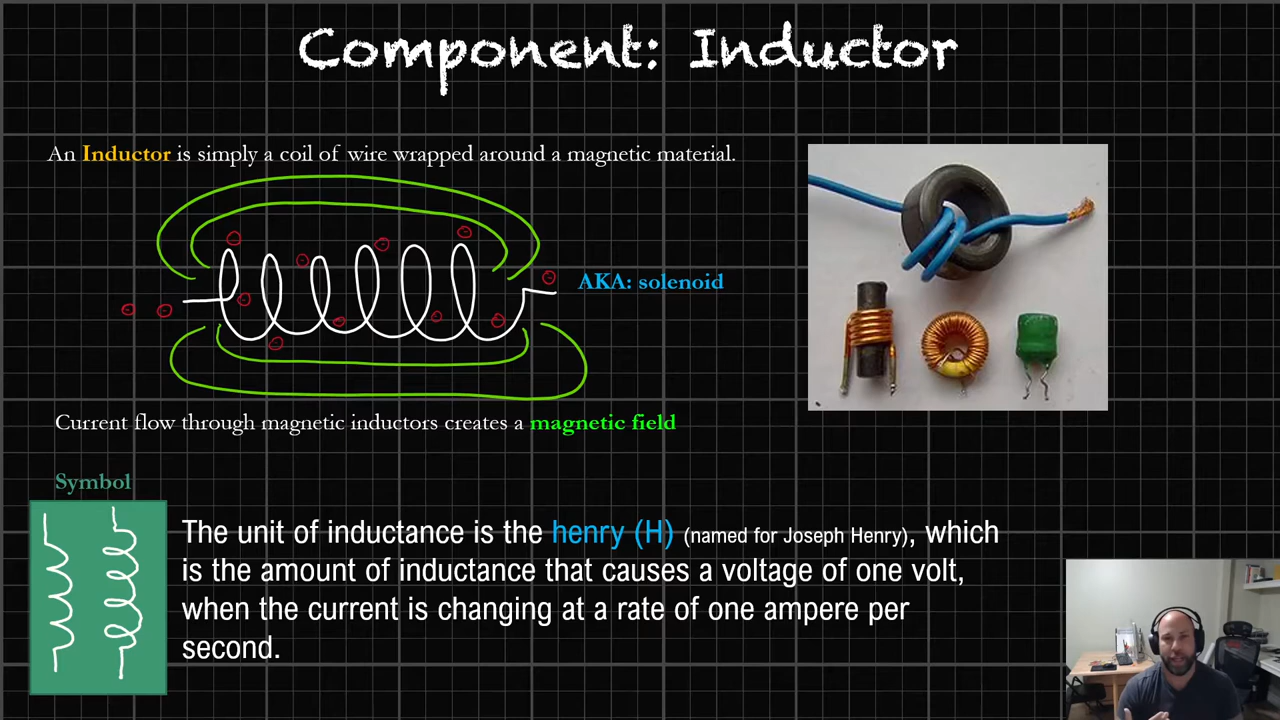 Component: Inductor
An Inductor is simply a coil of wire wrapped around a magnetic material.
AKA: solenoid
Current flow through magnetic inductors creates a magnetic field
Symbol
The unit of inductance is the henry (H) (named for Joseph Henry), which
is the amount of inductance that causes a voltage of one volt,
when the current is changing at a rate of one ampere per
second.